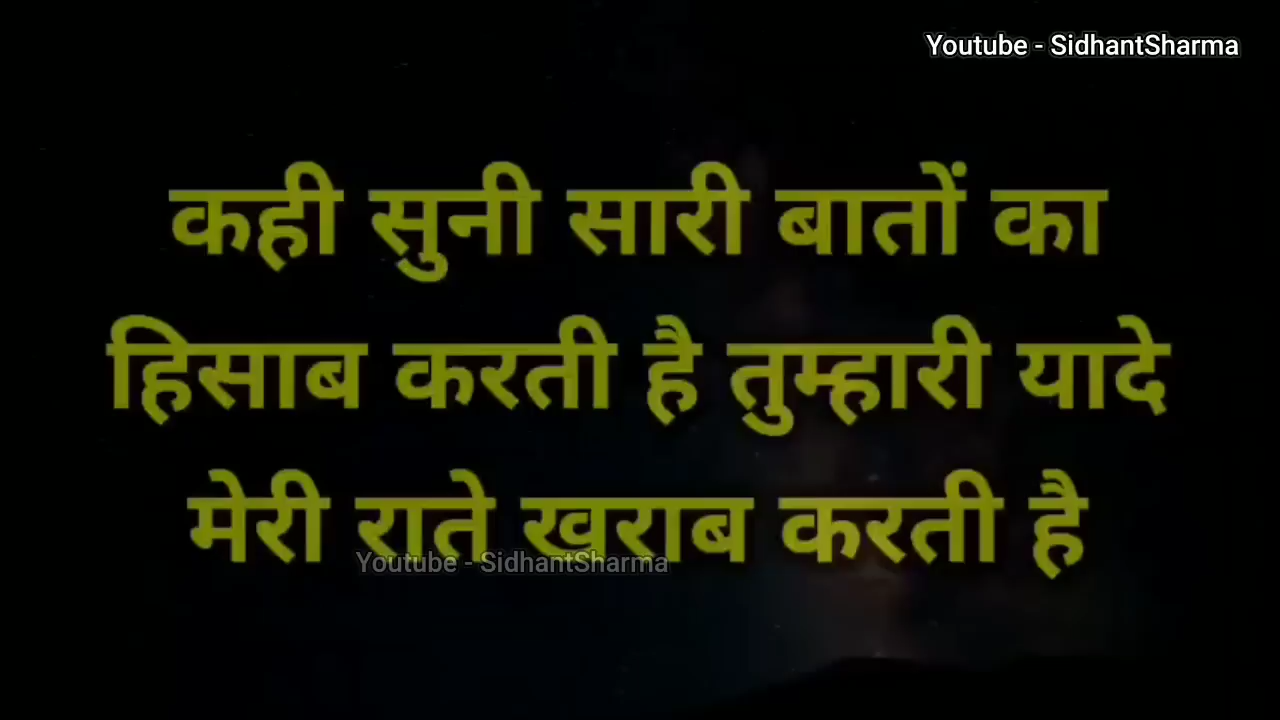 Youtube - SidhantSharma
कही सुनी सारी बातों का
हिसाब करती है तुम्हारी यादे
मेरी राते खराब करती है
Youtube - SidhantSharma